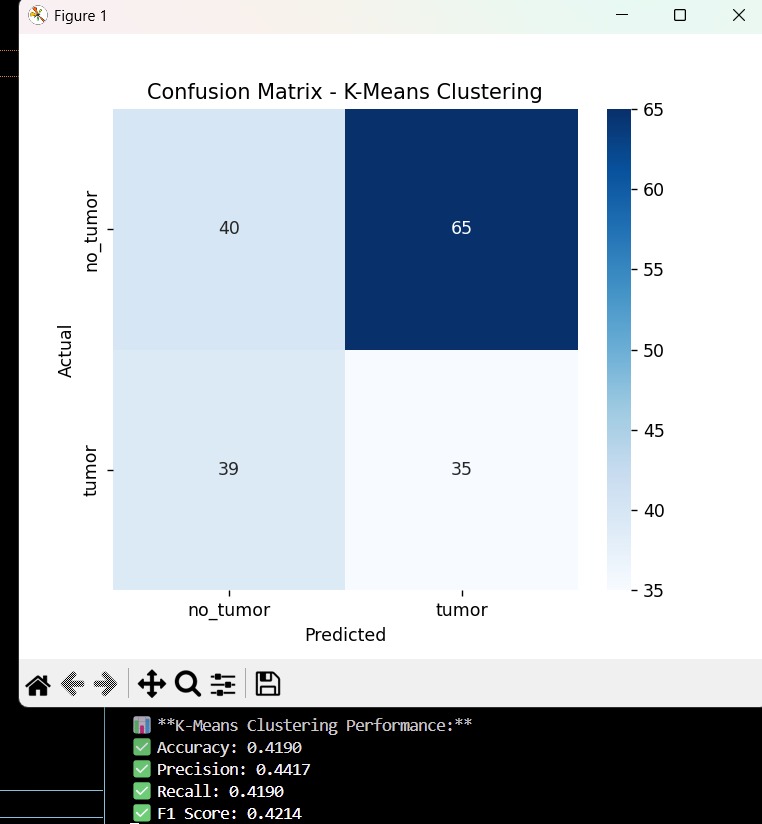 Figure 1
Confusion Matrix - K-Means Clustering
no_tumor
tumor
Actual
40
65
39
35
no_tumor
tumor
Predicted
65
60
55
50
45
40
35
**K-Means Clustering Performance:**
Accuracy: 0.4190
Precision: 0.4417
Recall: 0.4190
F1 Score: 0.4214